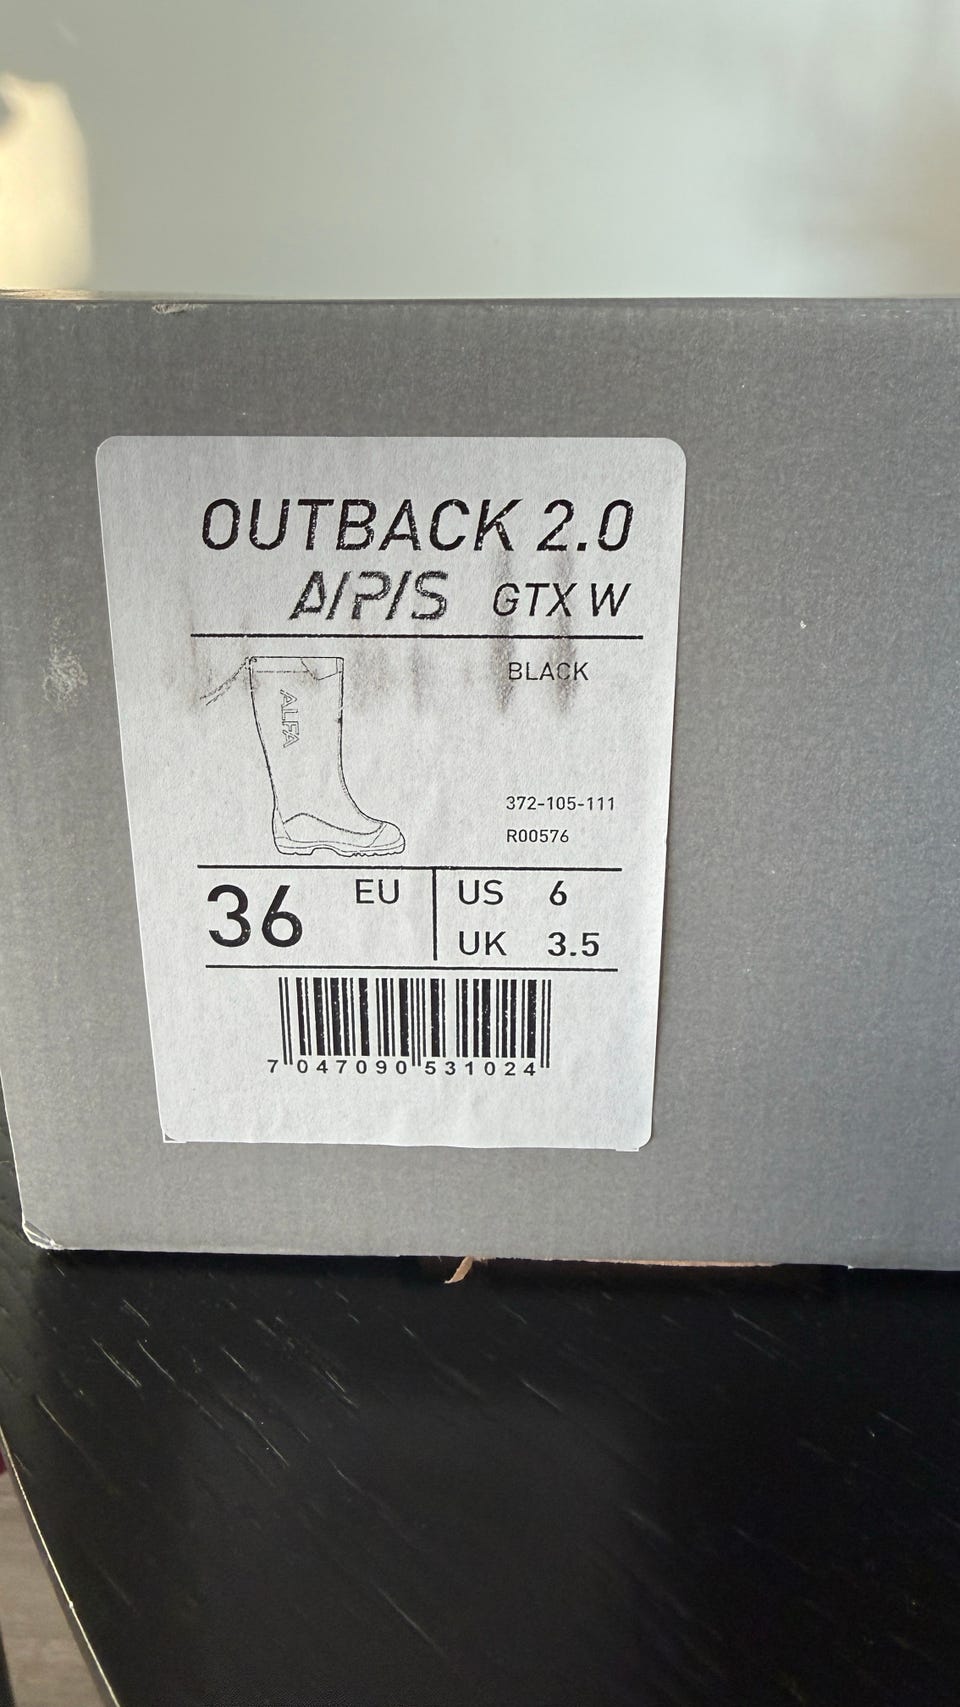 OUTBACK 2.0
A/P/S GTX W
BLACK
ALFA
372-105-111
R00576
36 EU
US 6
UK 3.5
7 047090 531024